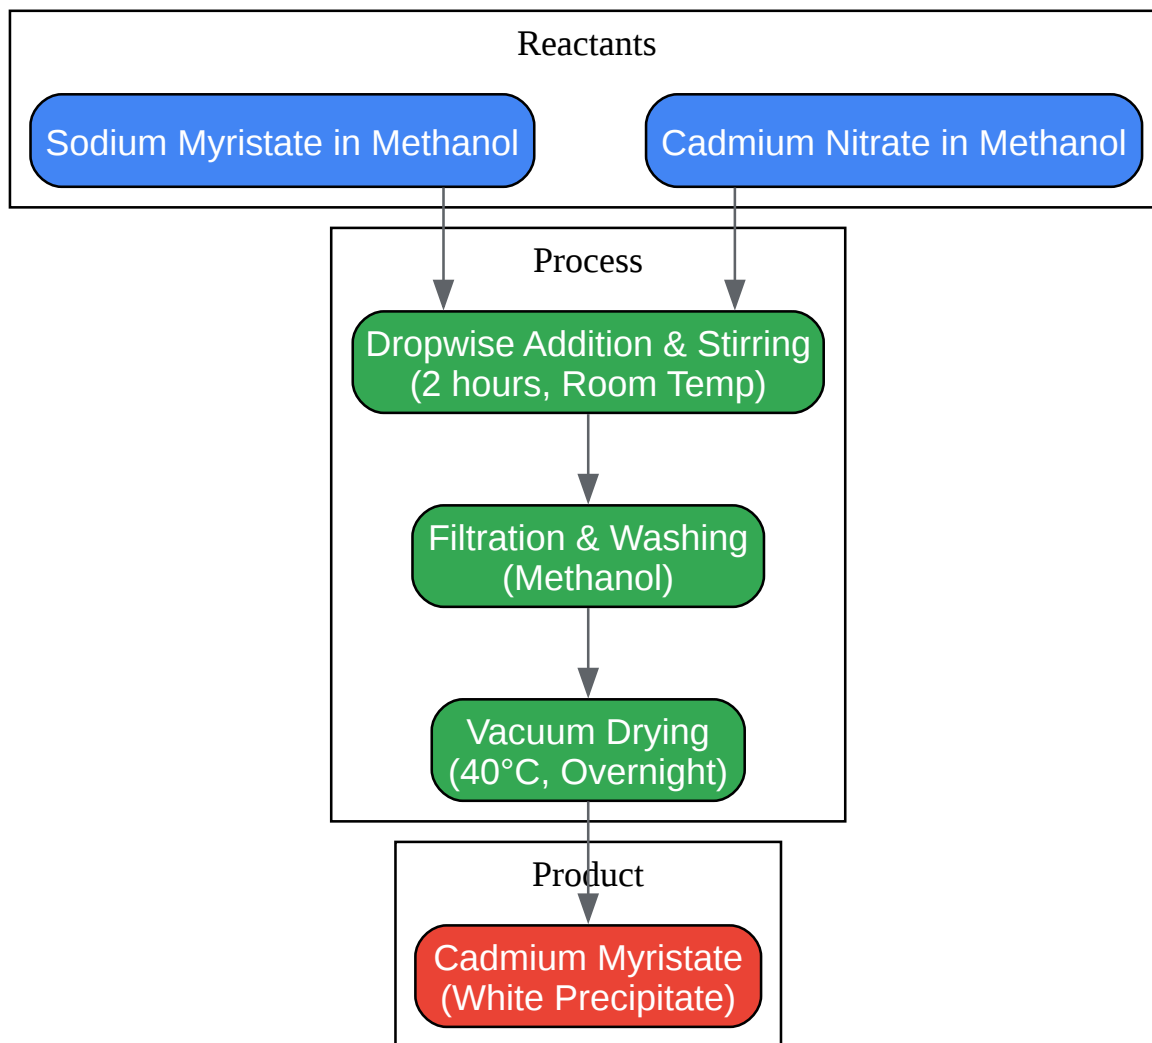 Reactants
Sodium Myristate in Methanol
Cadmium Nitrate in Methanol
Process
Dropwise Addition & Stirring
(2 hours, Room Temp)
Filtration & Washing
(Methanol)
Vacuum Drying
(40°C, Overnight)
Product
Cadmium Myristate
(White Precipitate)